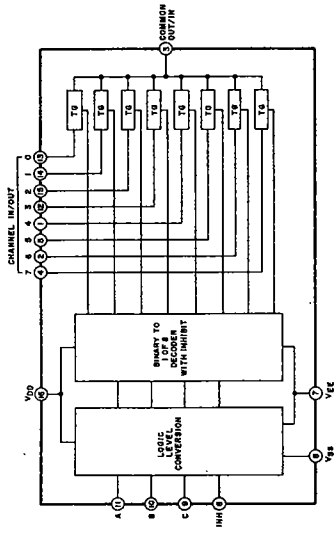 COMMON
OUT/IN
3
CHANNEL IN/OUT
7 6 5 4 3 2 1 0
4 2 5 1 12 15 14 13
TG
TG
TG
TG
TG
TG
TG
TG
VDD
16
BINARY TO
1 OF 8
DECODER
WITH INHIBIT
LOGIC
LEVEL
CONVERSION
A 11
B 10
C 9
INH 6
8
VSS
7
VEE